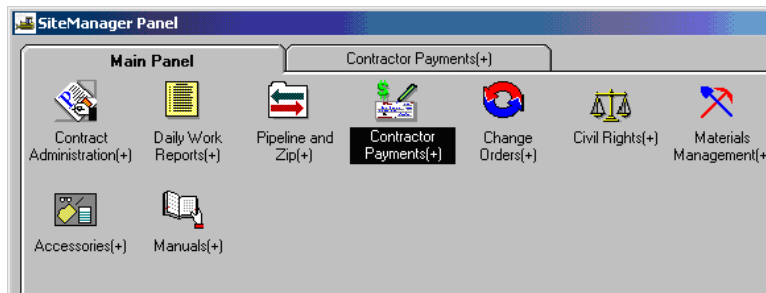 SiteManager Panel
Main Panel
Contractor Payments(+)
Contract
Administration(+)
Daily Work
Reports(+)
Pipeline and
Zip(+)
Contractor
Payments(+)
Change
Orders(+)
Civil Rights(+)
Materials
Management(+
Accessories(+)
Manuals(+)